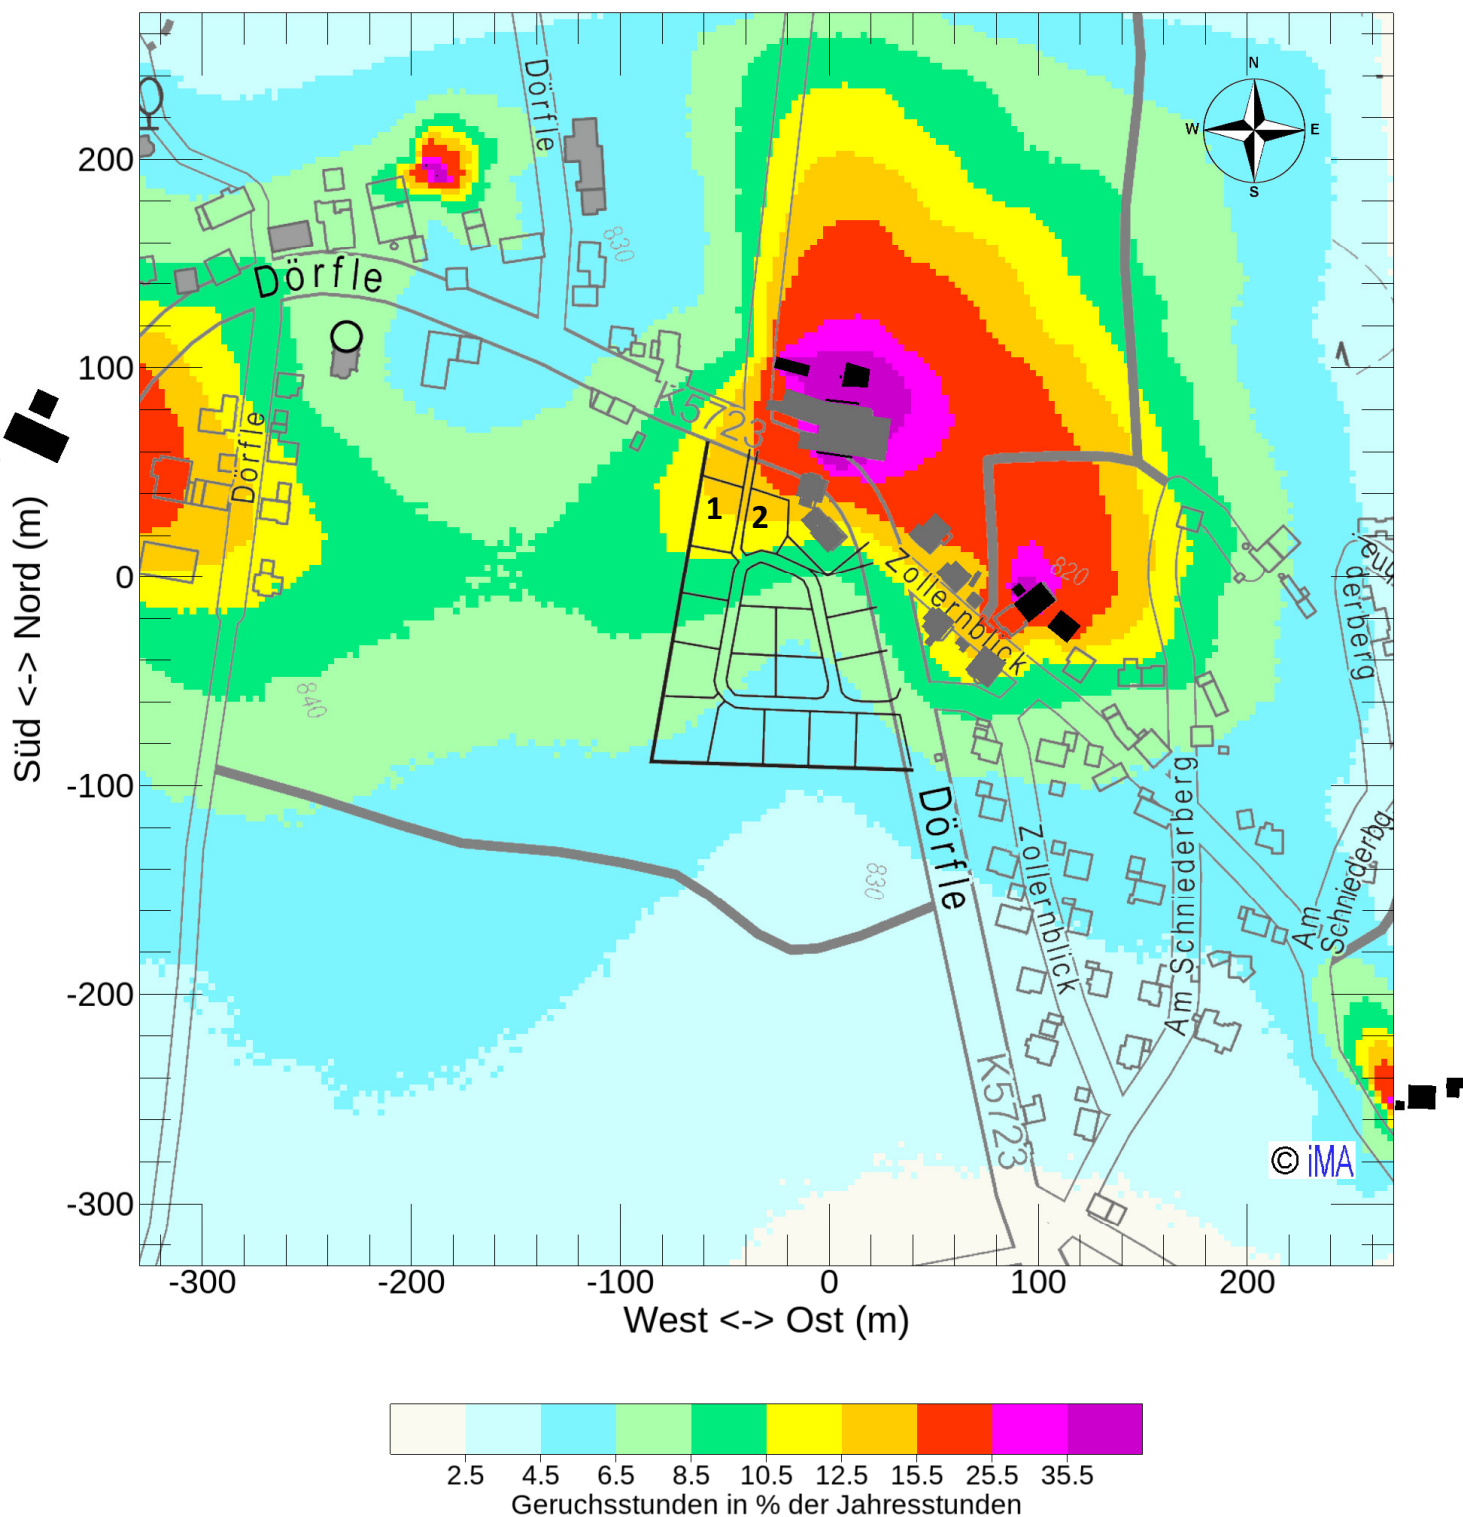 N
W E
S
200
100
0
-100
-200
-300
Süd <-> Nord (m)
Dörfle
830
Dörfle
K5723
Dörfle
1
2
Zollernblick
820
derberg
840
Dörfle
830
Zollernblick
Am Schniederberg
Am
Schniederbg
K5723
© iMA
-300 -200 -100 0 100 200
West <-> Ost (m)
2.5 4.5 6.5 8.5 10.5 12.5 15.5 25.5 35.5
Geruchsstunden in % der Jahresstunden